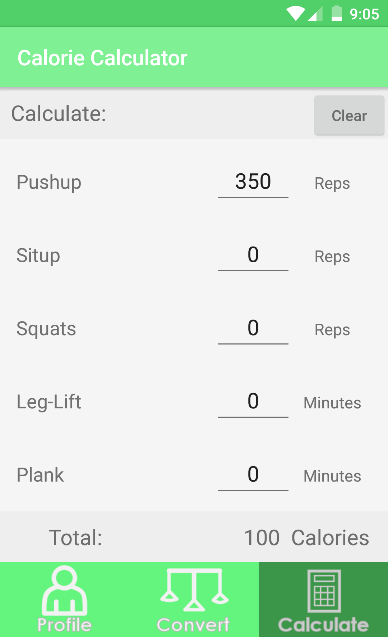 9:05
Calorie Calculator
Calculate: Clear
Pushup 350 Reps
Situp 0 Reps
Squats 0 Reps
Leg-Lift 0 Minutes
Plank 0 Minutes
Total: 100 Calories
Profile Convert Calculate